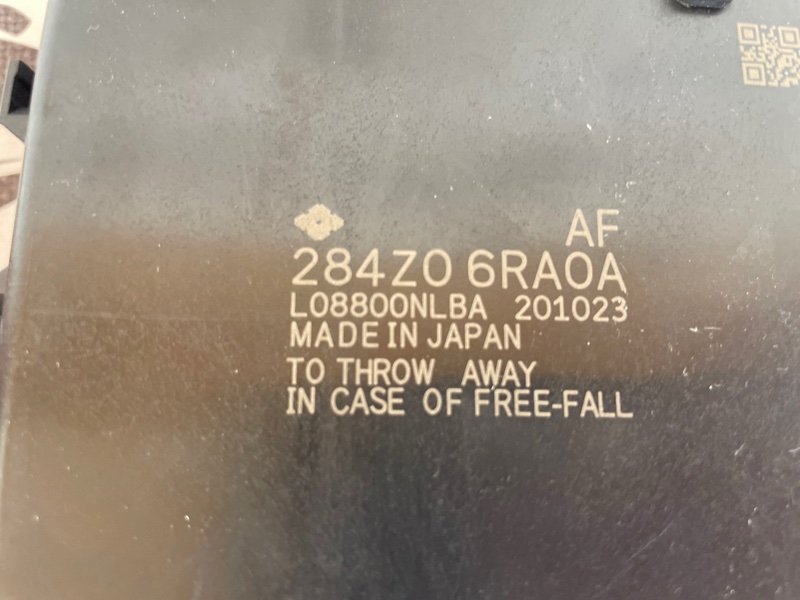 AF
284Z0 6RA0A
L08800NLBA 201023
MADE IN JAPAN
TO THROW AWAY
IN CASE OF FREE-FALL